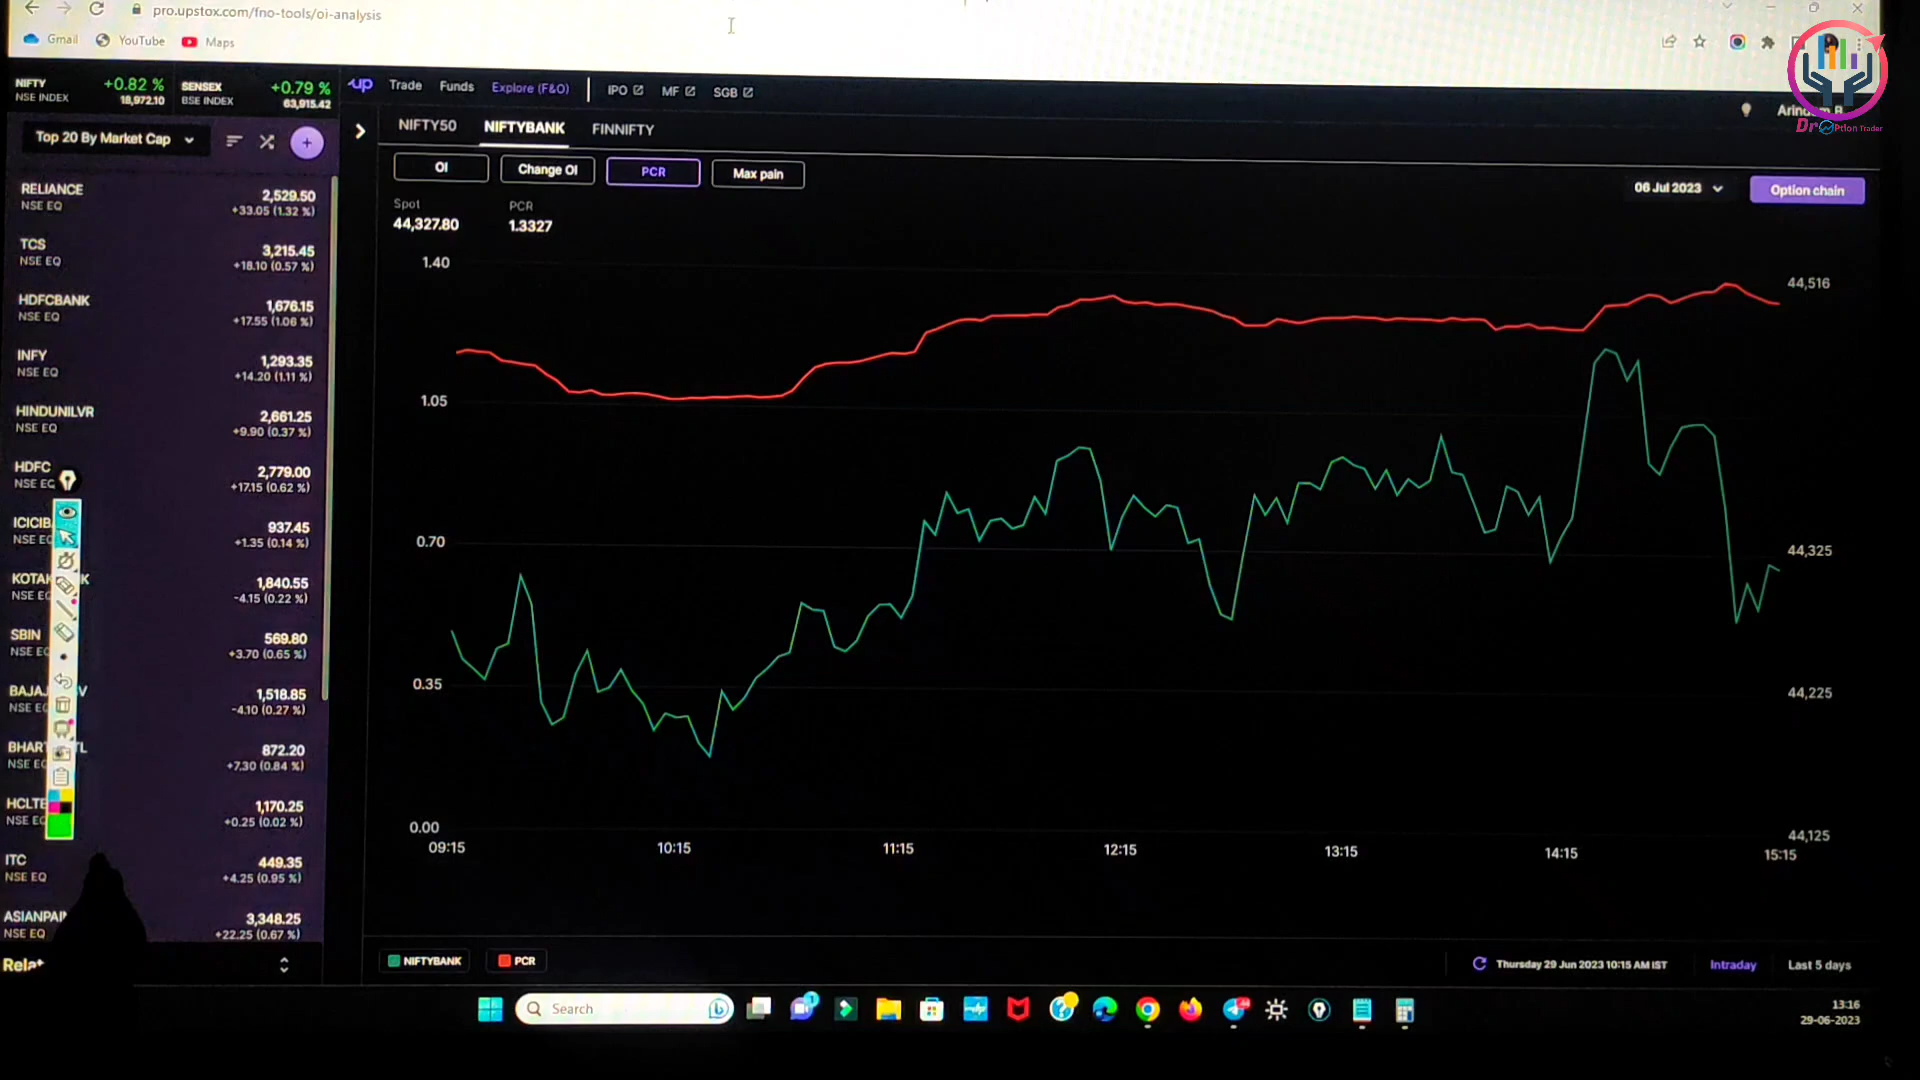 pro.upstox.com/fno-tools/oi-analysis
Gmail YouTube Maps
NIFTY +0.82 % SENSEX +0.79 %
NSE INDEX 18,972.10 BSE INDEX 63,915.42
up Trade Funds Explore (F&O) IPO MF SGB
Option Trader
Top 20 By Market Cap
+
NIFTY50 NIFTYBANK FINNIFTY
OI Change OI PCR Max pain
06 Jul 2023 Option chain
Spot PCR
44,327.80 1.3327
RELIANCE 2,529.50
NSE EQ +33.05 (1.32 %)
TCS 3,215.45
NSE EQ +18.10 (0.57 %)
HDFCBANK 1,676.15
NSE EQ +17.55 (1.06 %)
INFY 1,293.35
NSE EQ +14.20 (1.11 %)
HINDUNILVR 2,661.25
NSE EQ +9.90 (0.37 %)
HDFC 2,779.00
NSE EQ +17.15 (0.62 %)
937.45
NSE +1.35 (0.14 %)
1,840.55
NSE -4.15 (0.22 %)
SBIN 569.80
NSE +3.70 (0.65 %)
1,518.85
NSE -4.10 (0.27 %)
872.20
NSE +7.30 (0.84 %)
1,170.25
NSE +0.25 (0.02 %)
ITC 449.35
NSE EQ +4.25 (0.95 %)
3,348.25
NSE EQ +22.25 (0.67 %)
1.40
1.05
0.70
0.35
0.00
44,516
44,325
44,225
44,125
09:15 10:15 11:15 12:15 13:15 14:15 15:15
NIFTYBANK PCR
Thursday 29 Jun 2023 10:15 AM IST Intraday Last 5 days
Search
13:16
29-06-2023